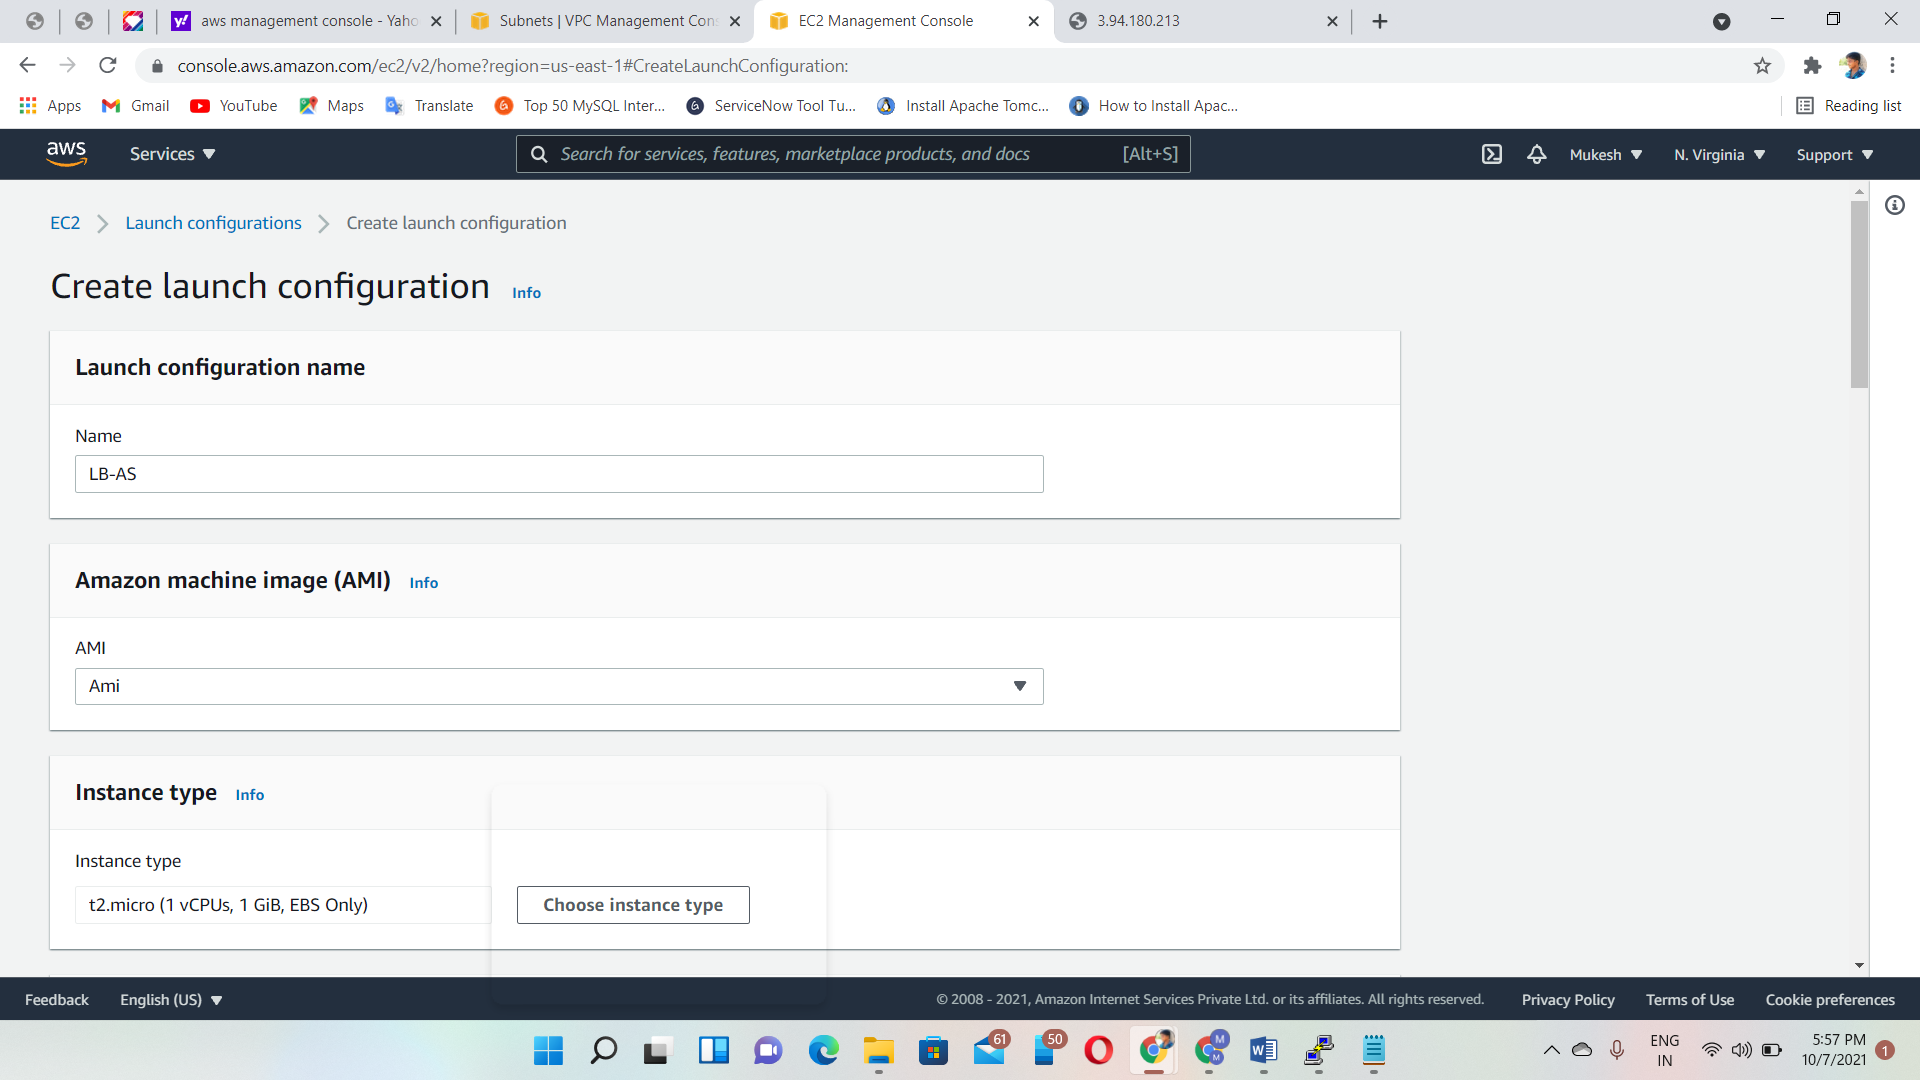 aws management console - Yaho
Subnets | VPC Management Con
EC2 Management Console
3.94.180.213
console.aws.amazon.com/ec2/v2/home?region=us-east-1#CreateLaunchConfiguration:
Apps
Gmail
YouTube
Maps
Translate
Top 50 MySQL Inter...
ServiceNow Tool Tu...
Install Apache Tomc...
How to Install Apac...
Reading list
aws
Services
Search for services, features, marketplace products, and docs
[Alt+S]
Mukesh
N. Virginia
Support
EC2
Launch configurations
Create launch configuration
Create launch configuration
Info
Launch configuration name
Name
LB-AS
Amazon machine image (AMI)
Info
AMI
Ami
Instance type
Info
Instance type
t2.micro (1 vCPUs, 1 GiB, EBS Only)
Choose instance type
Feedback
English (US)
© 2008 - 2021, Amazon Internet Services Private Ltd. or its affiliates. All rights reserved.
Privacy Policy
Terms of Use
Cookie preferences
61
50
M
M
ENG
IN
5:57 PM
10/7/2021
1